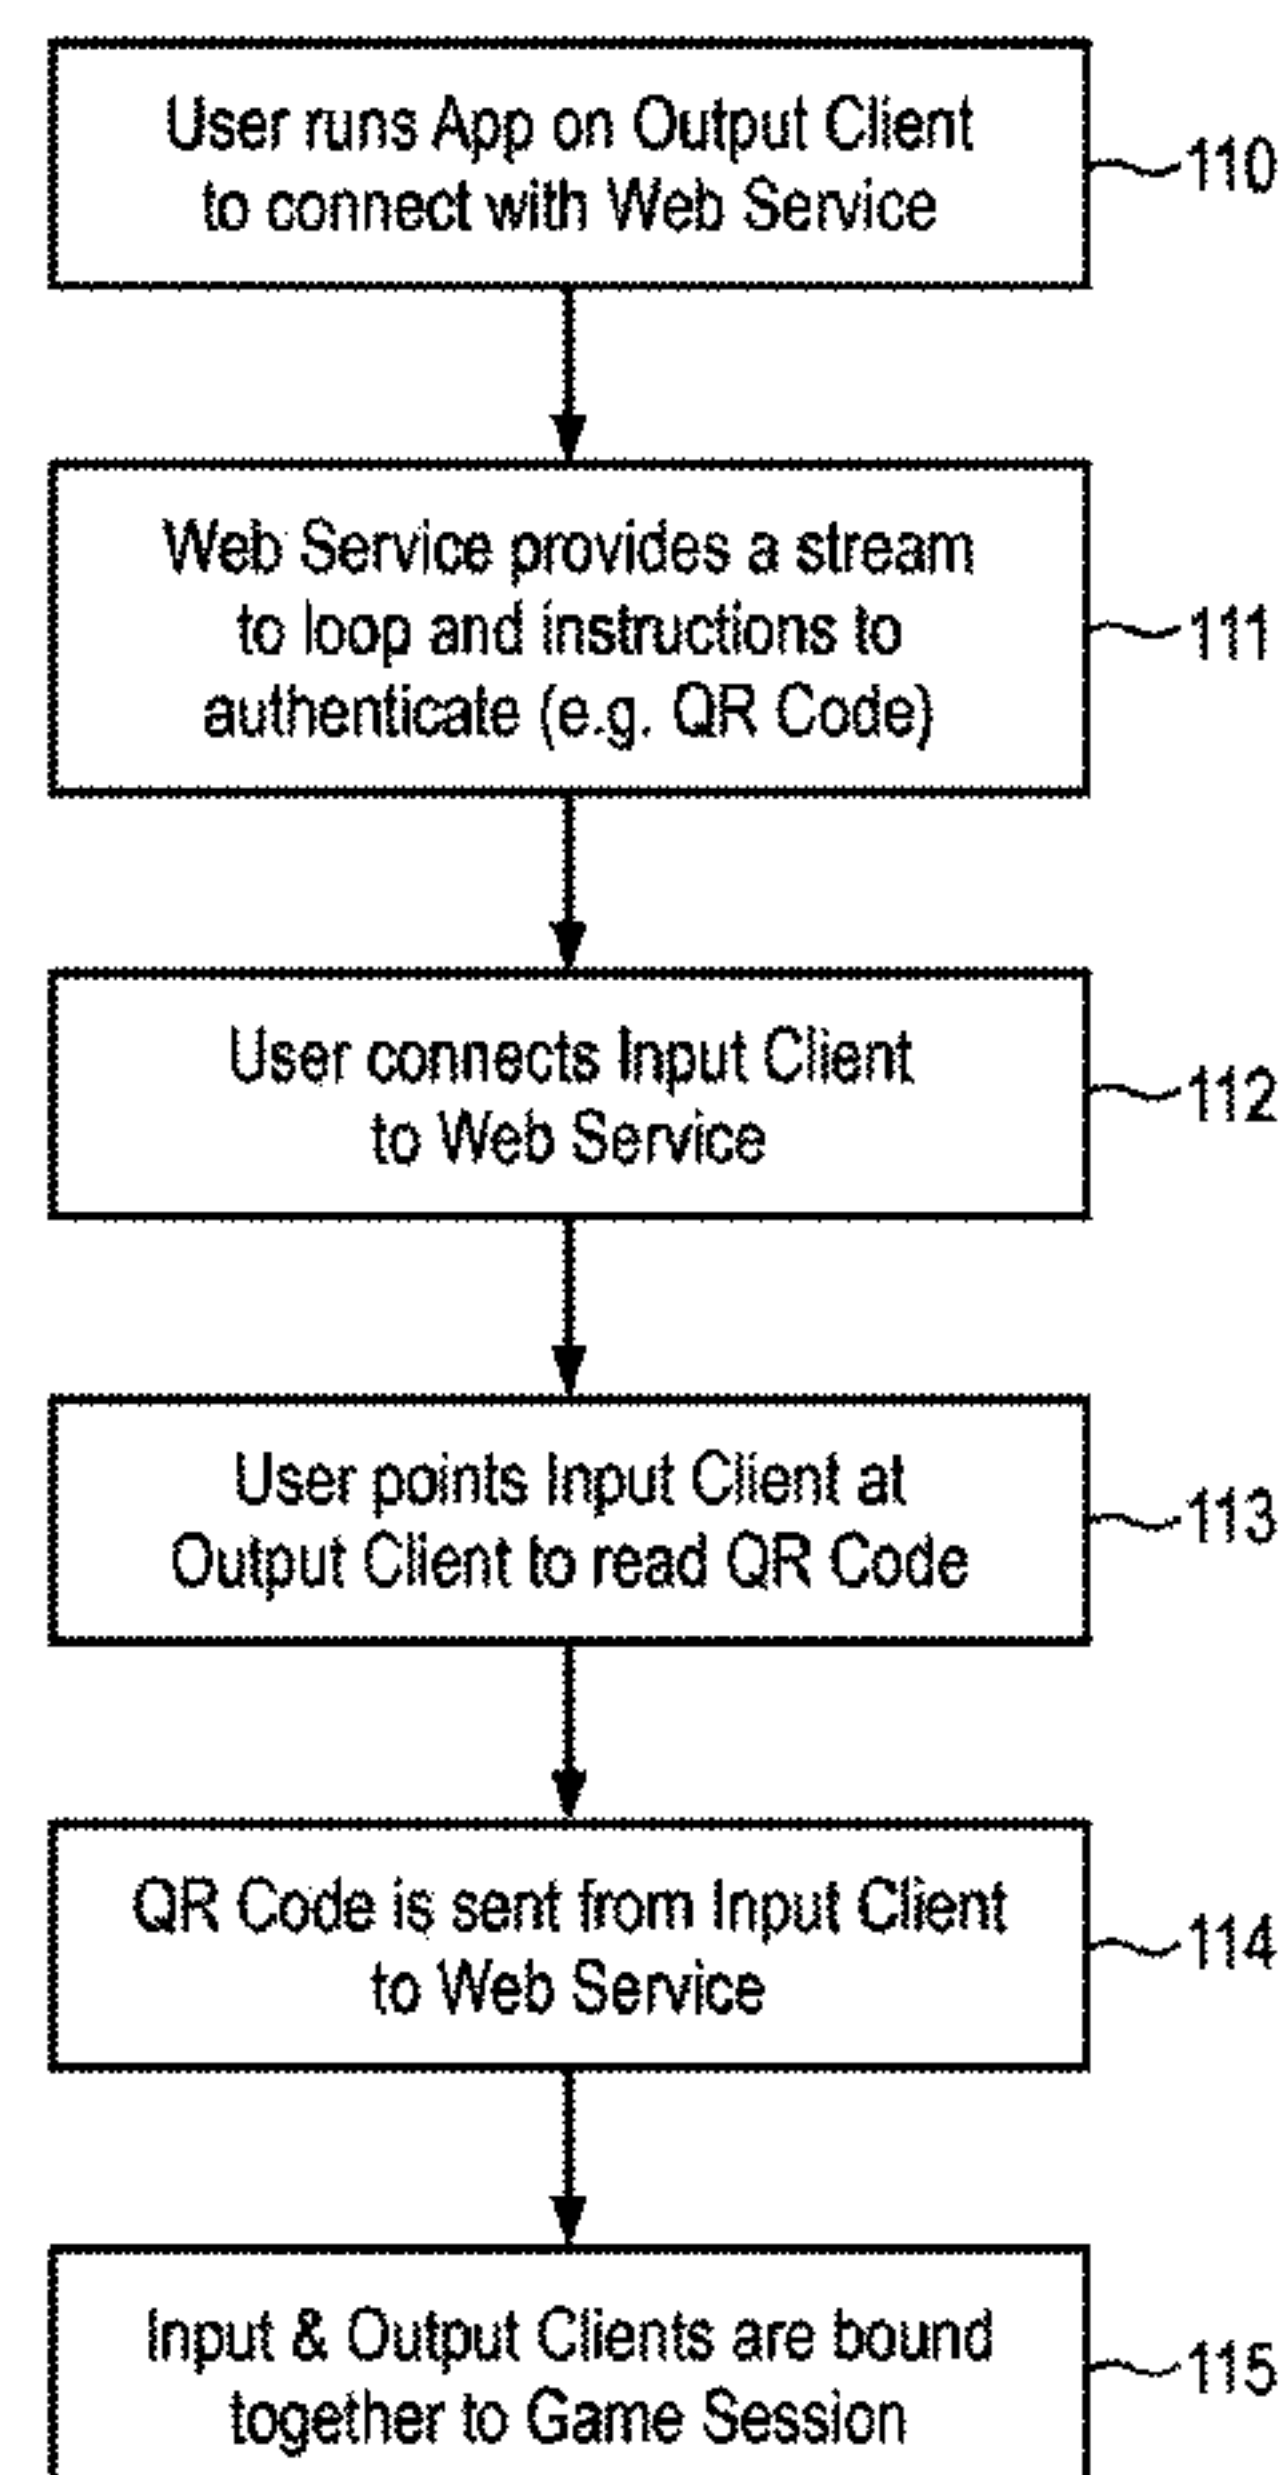 User runs App on Output Client
to connect with Web Service
110
Web Service provides a stream
to loop and instructions to
authenticate (e.g. QR Code)
111
User connects Input Client
to Web Service
112
User points Input Client at
Output Client to read QR Code
113
QR Code is sent from Input Client
to Web Service
114
Input & Output Clients are bound
together to Game Session
115